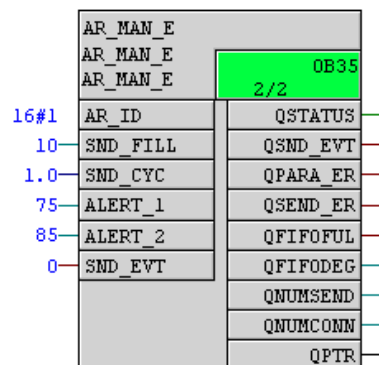 AR_MAN_E
AR_MAN_E
AR_MAN_E
OB35
2/2
16#1 AR_ID QSTATUS
10 SND_FILL QSND_EVT
1.0 SND_CYC QPARA_ER
75 ALERT_1 QSEND_ER
85 ALERT_2 QFIFOFUL
0 SND_EVT QFIFODEG
QNUMSEND
QNUMCONN
QPTR